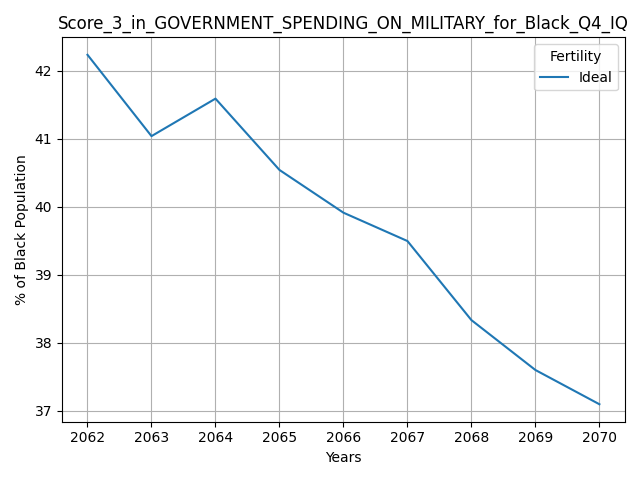 Score_3_in_GOVERNMENT_SPENDING_ON_MILITARY_for_Black_Q4_IQ
Fertility
Ideal
42
41
40
39
38
37
% of Black Population
2062 2063 2064 2065 2066 2067 2068 2069 2070
Years